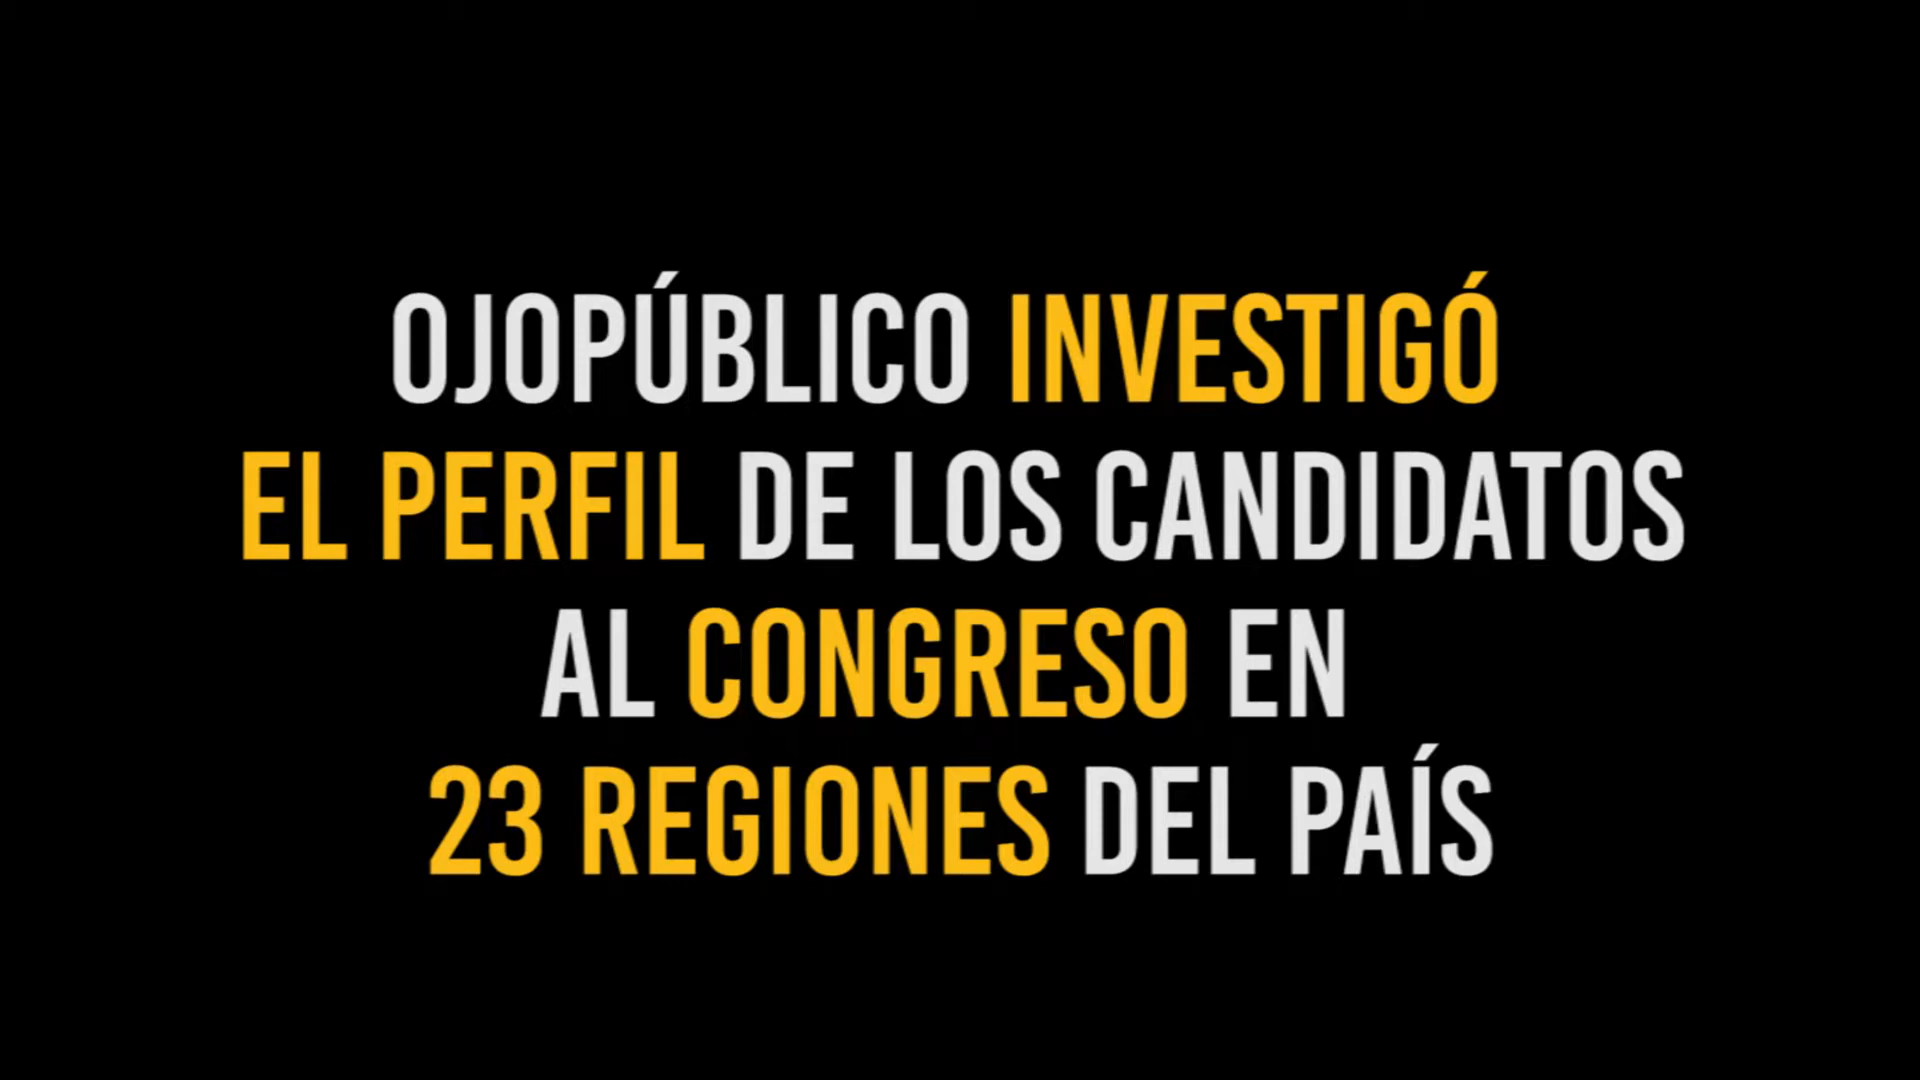 OJOPÚBLICO INVESTIGÓ
EL PERFIL DE LOS CANDIDATOS
AL CONGRESO EN
23 REGIONES DEL PAÍS